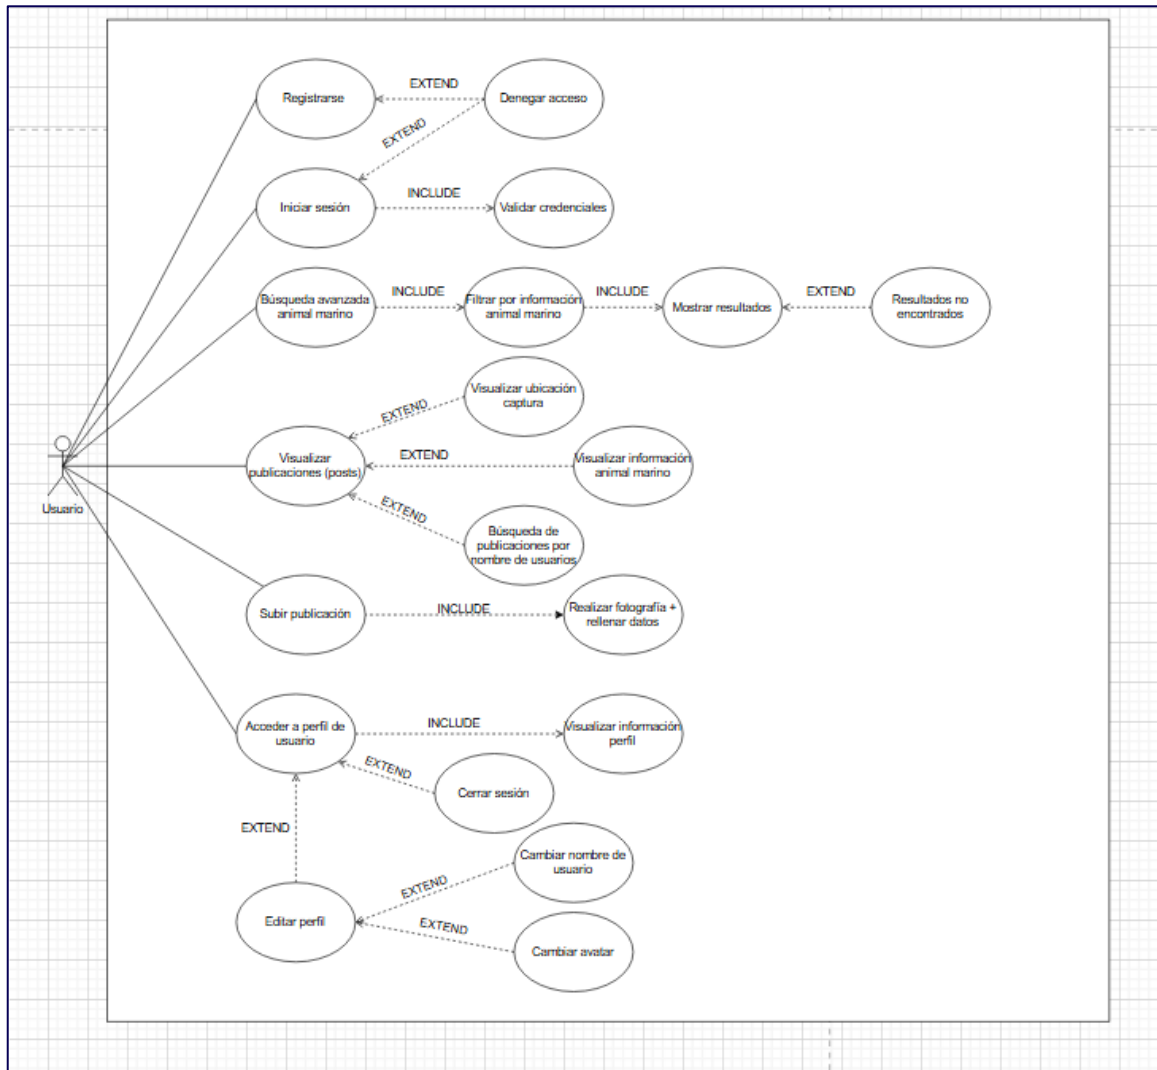 Registrarse
EXTEND
Denegar acceso
EXTEND
Iniciar sesión
INCLUDE
Validar credenciales
Búsqueda avanzada
animal marino
INCLUDE
Filtrar por información
animal marino
INCLUDE
Mostrar resultados
EXTEND
Resultados no
encontrados
Visualizar ubicación
captura
EXTEND
Visualizar
publicaciones (posts)
EXTEND
Visualizar información
animal marino
EXTEND
Búsqueda de
publicaciones por
nombre de usuarios
Usuario
Subir publicación
INCLUDE
Realizar fotografía +
rellenar datos
Acceder a perfil de
usuario
INCLUDE
Visualizar información
perfil
EXTEND
Cerrar sesión
EXTEND
Cambiar nombre de
usuario
EXTEND
Editar perfil
EXTEND
Cambiar avatar